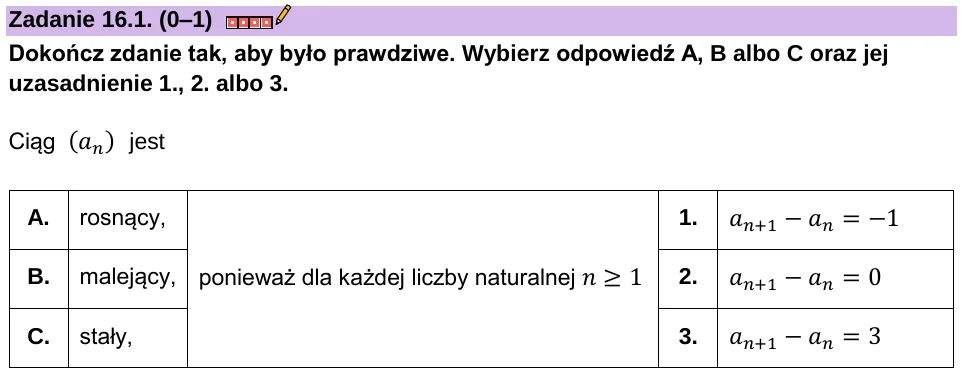 Zadanie 16.1. (0–1)
Dokończ zdanie tak, aby było prawdziwe. Wybierz odpowiedź A, B albo C oraz jej
uzasadnienie 1., 2. albo 3.
Ciąg (aₙ) jest
A. rosnący, 1. aₙ₊₁ − aₙ = −1
B. malejący, ponieważ dla każdej liczby naturalnej n ≥ 1 2. aₙ₊₁ − aₙ = 0
C. stały, 3. aₙ₊₁ − aₙ = 3